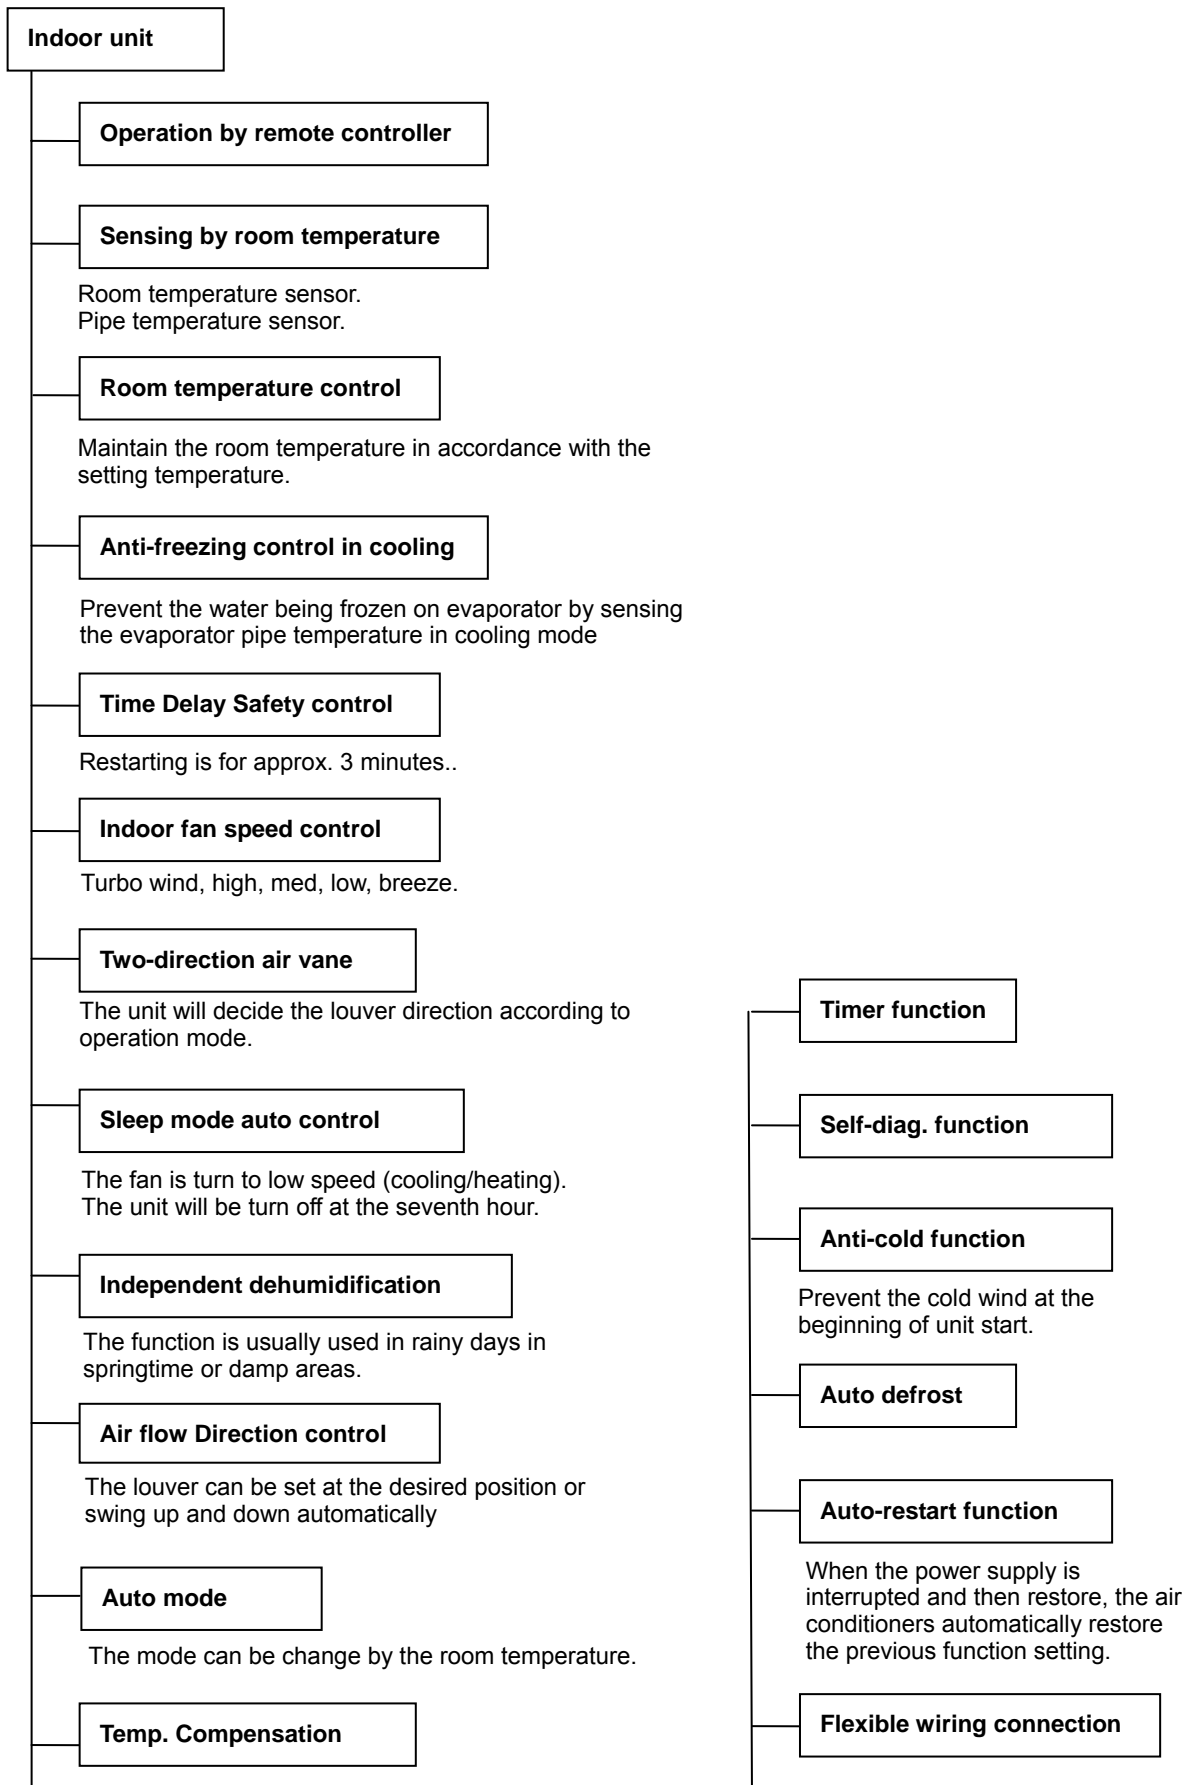 Indoor unit
Operation by remote controller
Sensing by room temperature
Room temperature sensor.
Pipe temperature sensor.
Room temperature control
Maintain the room temperature in accordance with the
setting temperature.
Anti-freezing control in cooling
Prevent the water being frozen on evaporator by sensing
the evaporator pipe temperature in cooling mode
Time Delay Safety control
Restarting is for approx. 3 minutes..
Indoor fan speed control
Turbo wind, high, med, low, breeze.
Two-direction air vane
The unit will decide the louver direction according to
operation mode.
Sleep mode auto control
The fan is turn to low speed (cooling/heating).
The unit will be turn off at the seventh hour.
Independent dehumidification
The function is usually used in rainy days in
springtime or damp areas.
Air flow Direction control
The louver can be set at the desired position or
swing up and down automatically
Auto mode
The mode can be change by the room temperature.
Temp. Compensation
Timer function
Self-diag. function
Anti-cold function
Prevent the cold wind at the
beginning of unit start.
Auto defrost
Auto-restart function
When the power supply is
interrupted and then restore, the air
conditioners automatically restore
the previous function setting.
Flexible wiring connection